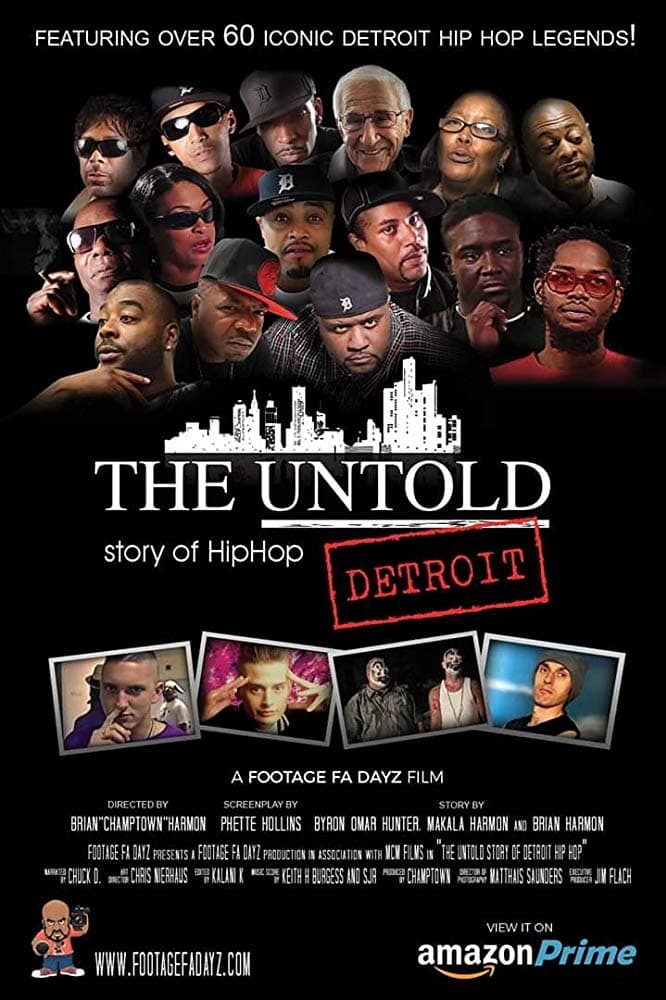 FEATURING OVER 60 ICONIC DETROIT HIP HOP LEGENDS!
THE UNTOLD
story of HipHop
DETROIT
A FOOTAGE FA DAYZ FILM
DIRECTED BY SCREENPLAY BY STORY BY
BRIAN"CHAMPTOWN"HARMON PHETTE HOLLINS BYRON OMAR HUNTER, MAKALA HARMON AND BRIAN HARMON
FOOTAGE FA DAYZ PRESENTS A FOOTAGE FA DAYZ PRODUCTION IN ASSOCIATION WITH MCM FILMS IN "THE UNTOLD STORY OF DETROIT HIP HOP"
NARRATED BY CHUCK D. ART DIRECTOR CHRIS NIERHAUS EDITED BY KALANI K MUSIC SCORE BY KEITH H BURGESS AND SJR PRODUCED BY CHAMPTOWN DIRECTOR OF PHOTOGRAPHY MATTHAIS SAUNDERS EXECUTIVE PRODUCER JIM FLACH
VIEW IT ON
amazonPrime
WWW.FOOTAGEFADAYZ.COM